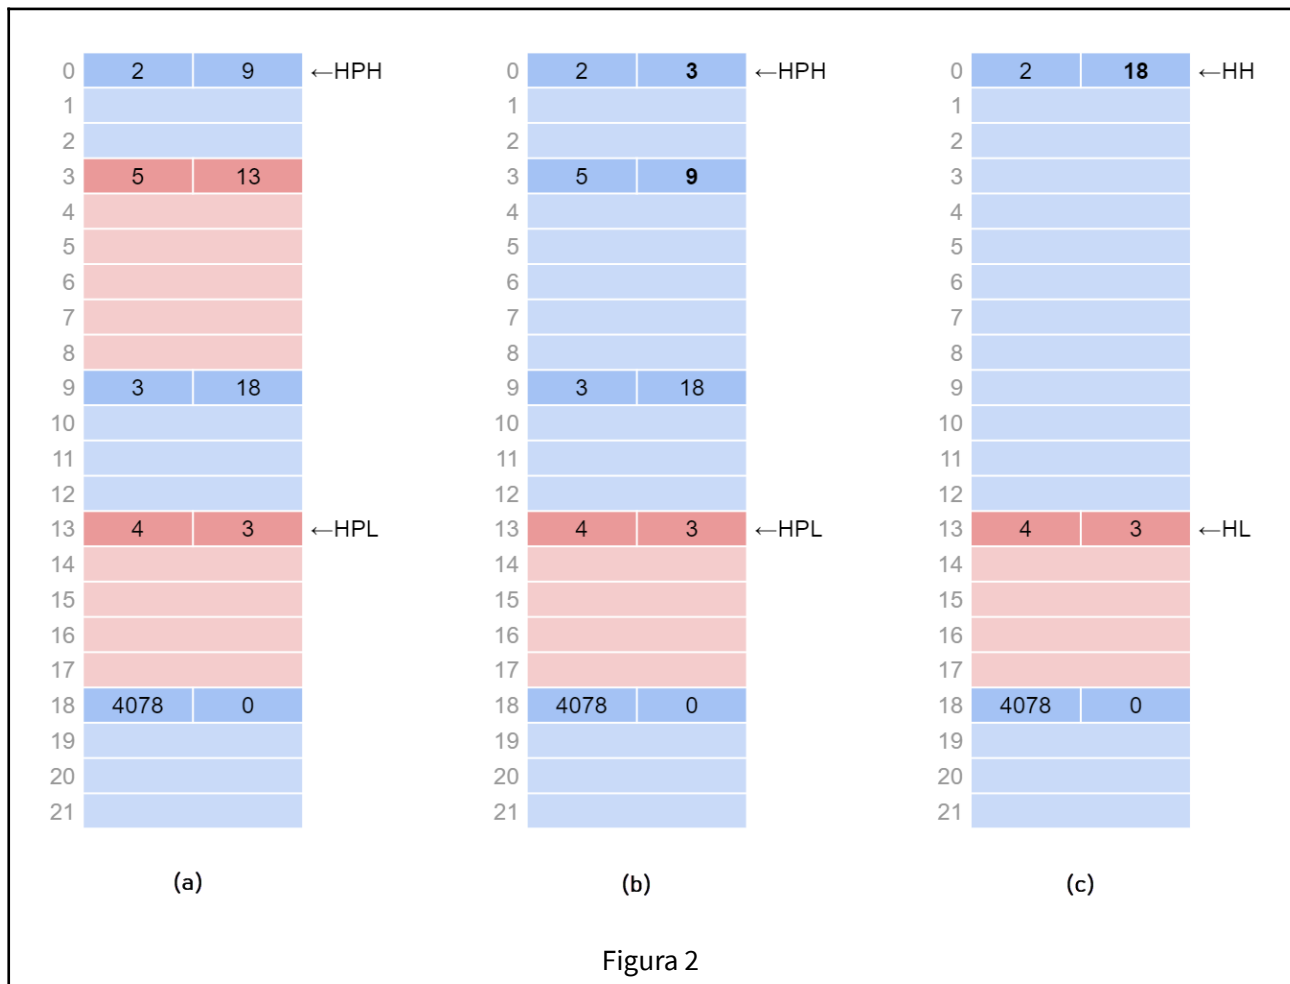 0 2 9 ←HPH 0 2 3 ←HPH 0 2 18 ←HH
1 1 1
2 2 2
3 5 13 3 5 9 3
4 4 4
5 5 5
6 6 6
7 7 7
8 8 8
9 3 18 9 3 18 9
10 10 10
11 11 11
12 12 12
13 4 3 ←HPL 13 4 3 ←HPL 13 4 3 ←HL
14 14 14
15 15 15
16 16 16
17 17 17
18 4078 0 18 4078 0 18 4078 0
19 19 19
20 20 20
21 21 21
(a) (b) (c)
Figura 2